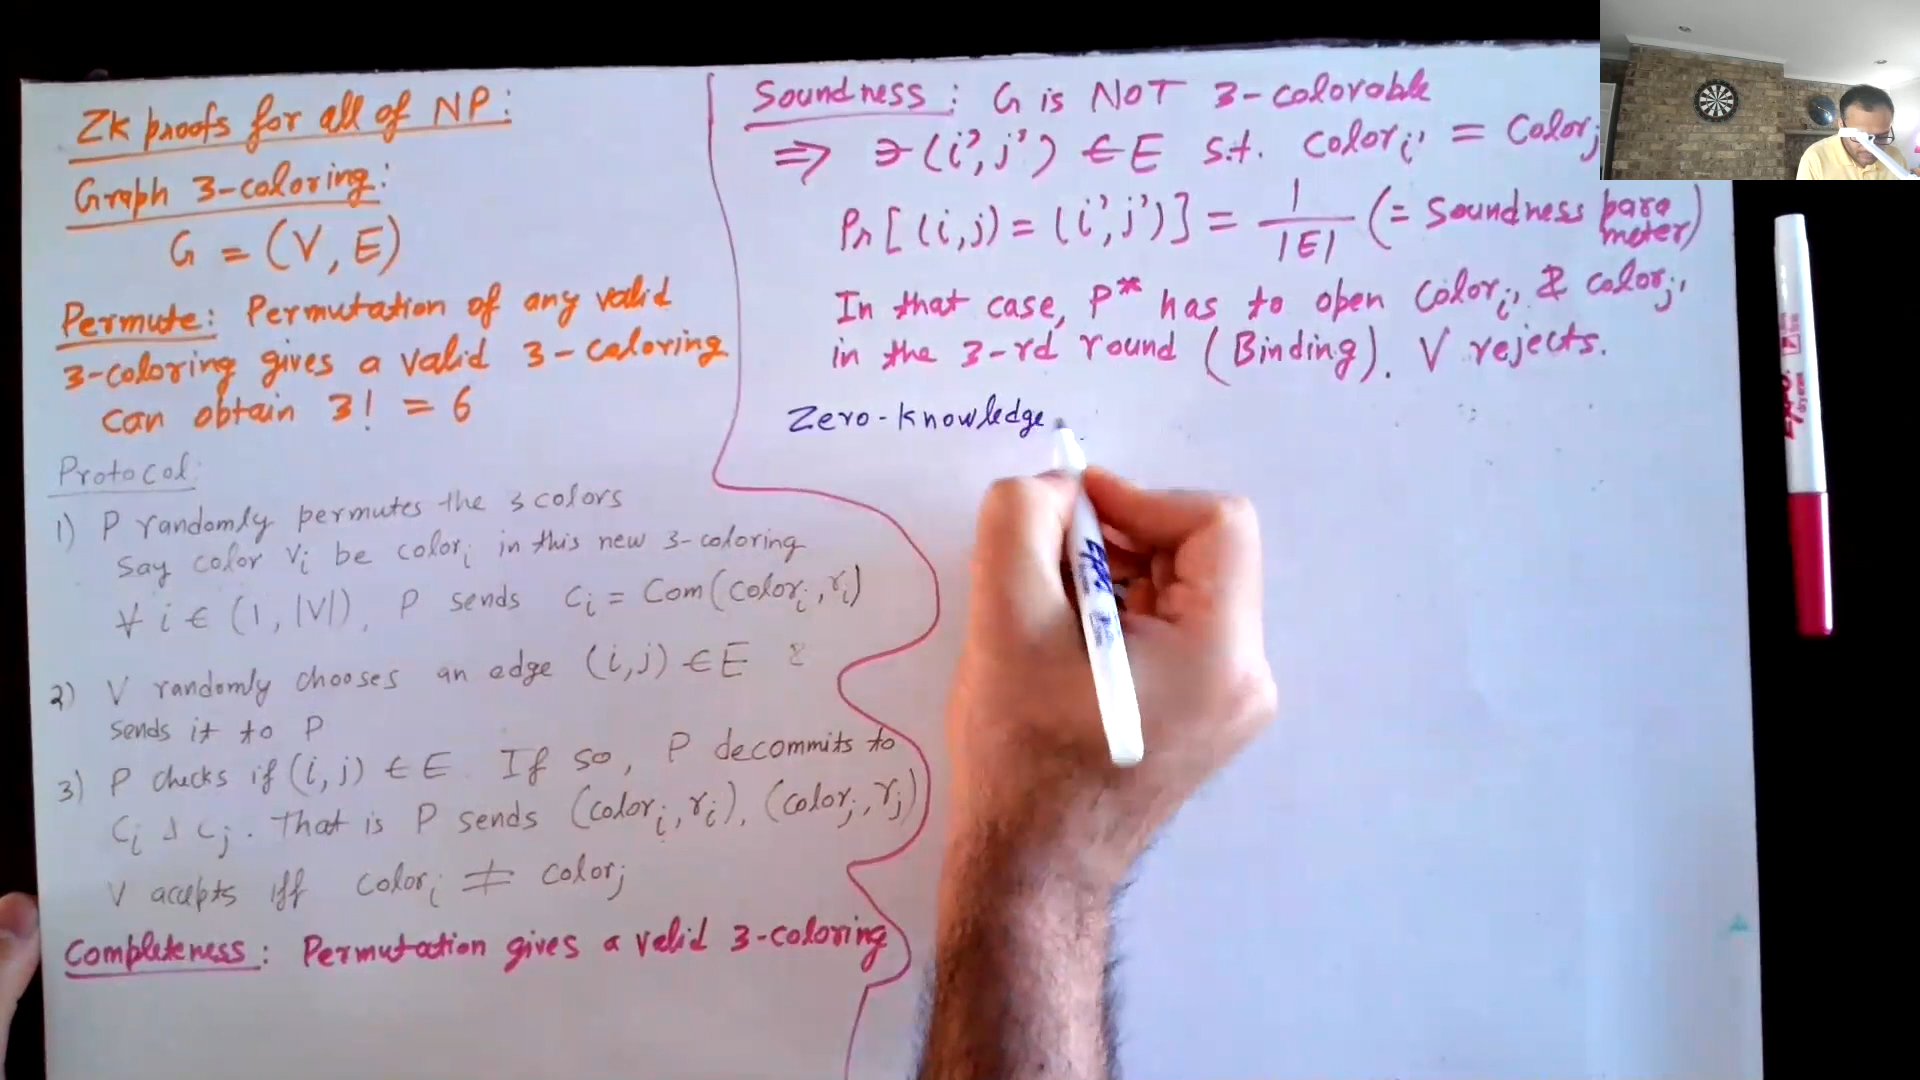 ZK proofs for all of NP:
Graph 3-coloring:
G = (V, E)
Permute: Permutation of any valid
3-coloring gives a valid 3-coloring
can obtain 3! = 6
Protocol:
1) P randomly permutes the 3 colors
Say color vᵢ be colorᵢ in this new 3-coloring
∀ i ∈ (1, |V|), P sends cᵢ = Com(colorᵢ, rᵢ)
2) V randomly chooses an edge (i,j) ∈ E &
sends it to P
3) P checks if (i, j) ∈ E. If so, P decommits to
Cᵢ & Cⱼ. That is P sends (colorᵢ, rᵢ), (colorⱼ, rⱼ)
V accepts iff colorᵢ ≠ colorⱼ
Completeness: Permutation gives a valid 3-coloring
Soundness: G is NOT 3-colorable
⇒ ∃ (i', j') ∈ E s.t. colorᵢ' = Colorⱼ
Pr[(i,j) = (i',j')] = 1/|E| (= Soundness parameter)
In that case, P* has to open Colorᵢ' & colorⱼ'
in the 3-rd round (Binding). V rejects.
Zero-knowledge
EXPO